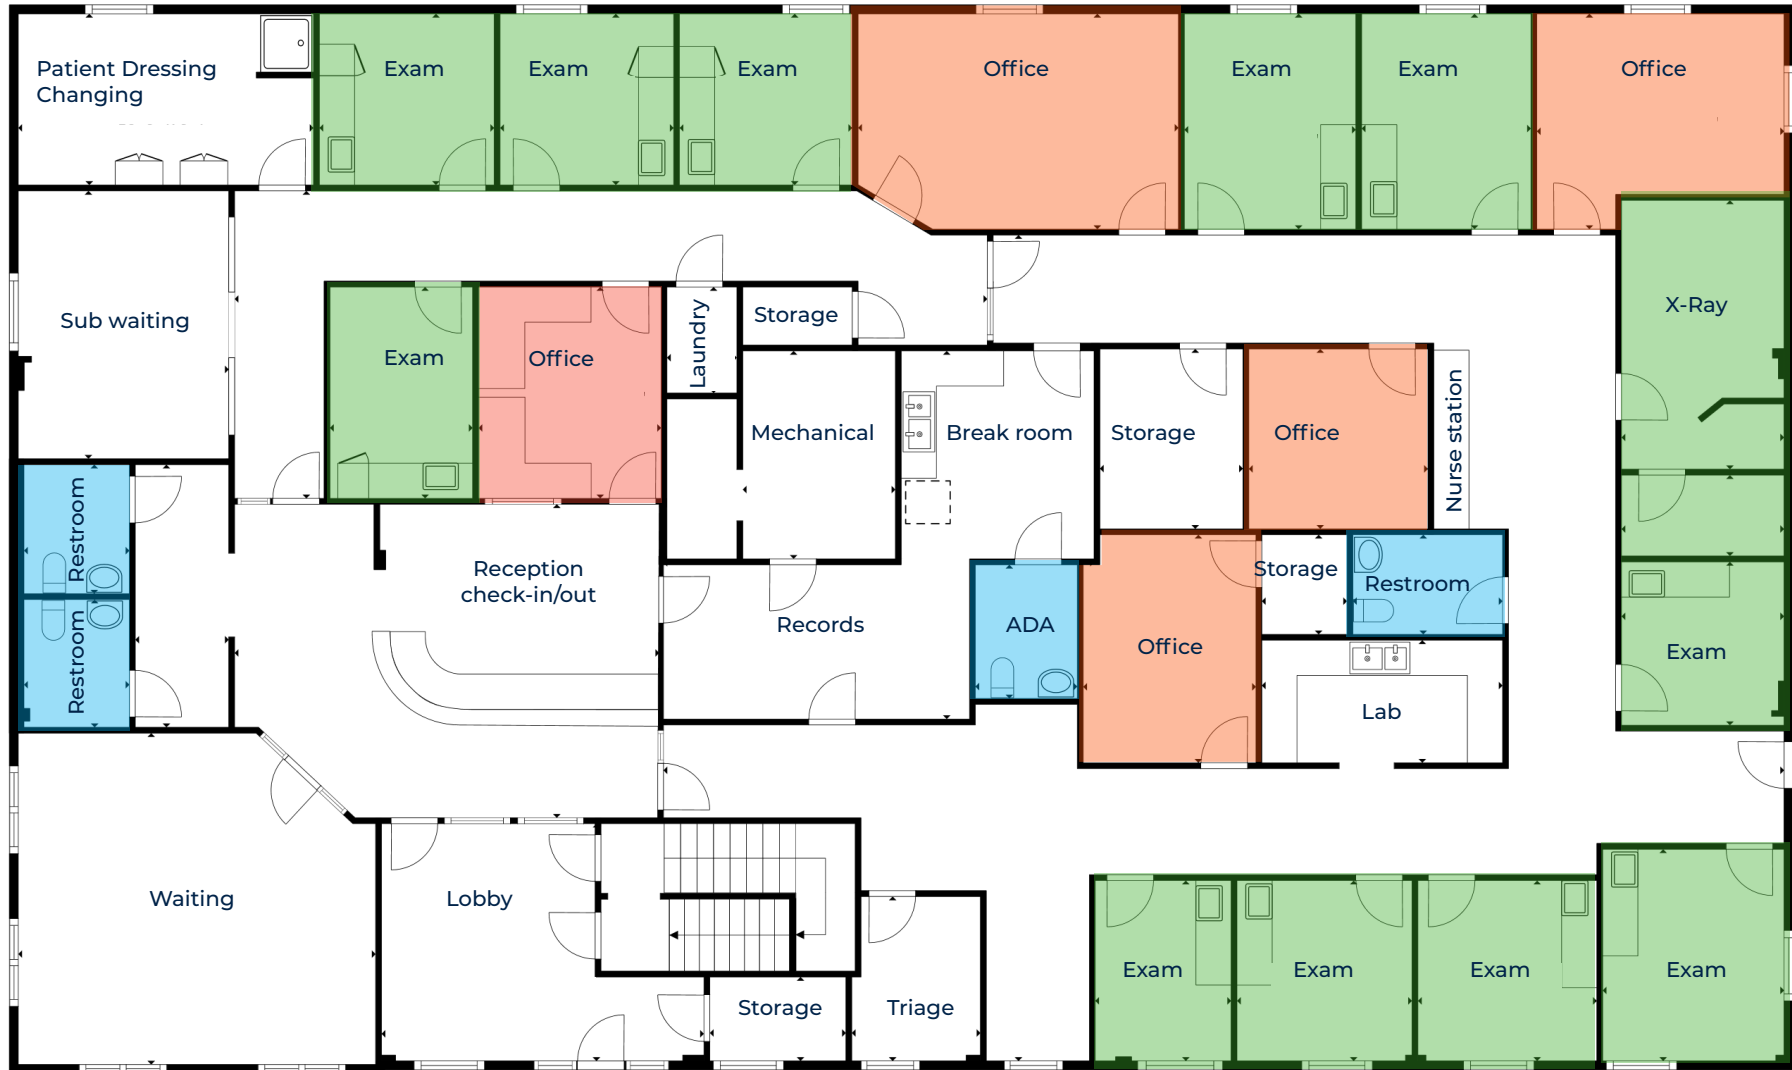 Patient Dressing
Changing
Exam
Exam
Exam
Office
Exam
Exam
Office
Sub waiting
Exam
Office
Laundry
Storage
X-Ray
Mechanical
Break room
Storage
Office
Nurse station
Restroom
Restroom
Reception
check-in/out
Records
ADA
Office
Storage
Restroom
Exam
Lab
Waiting
Lobby
Storage
Triage
Exam
Exam
Exam
Exam